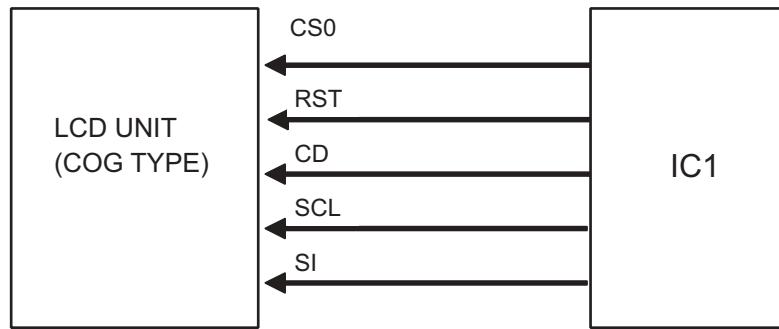 CS0
RST
LCD UNIT
(COG TYPE)
CD
IC1
SCL
SI